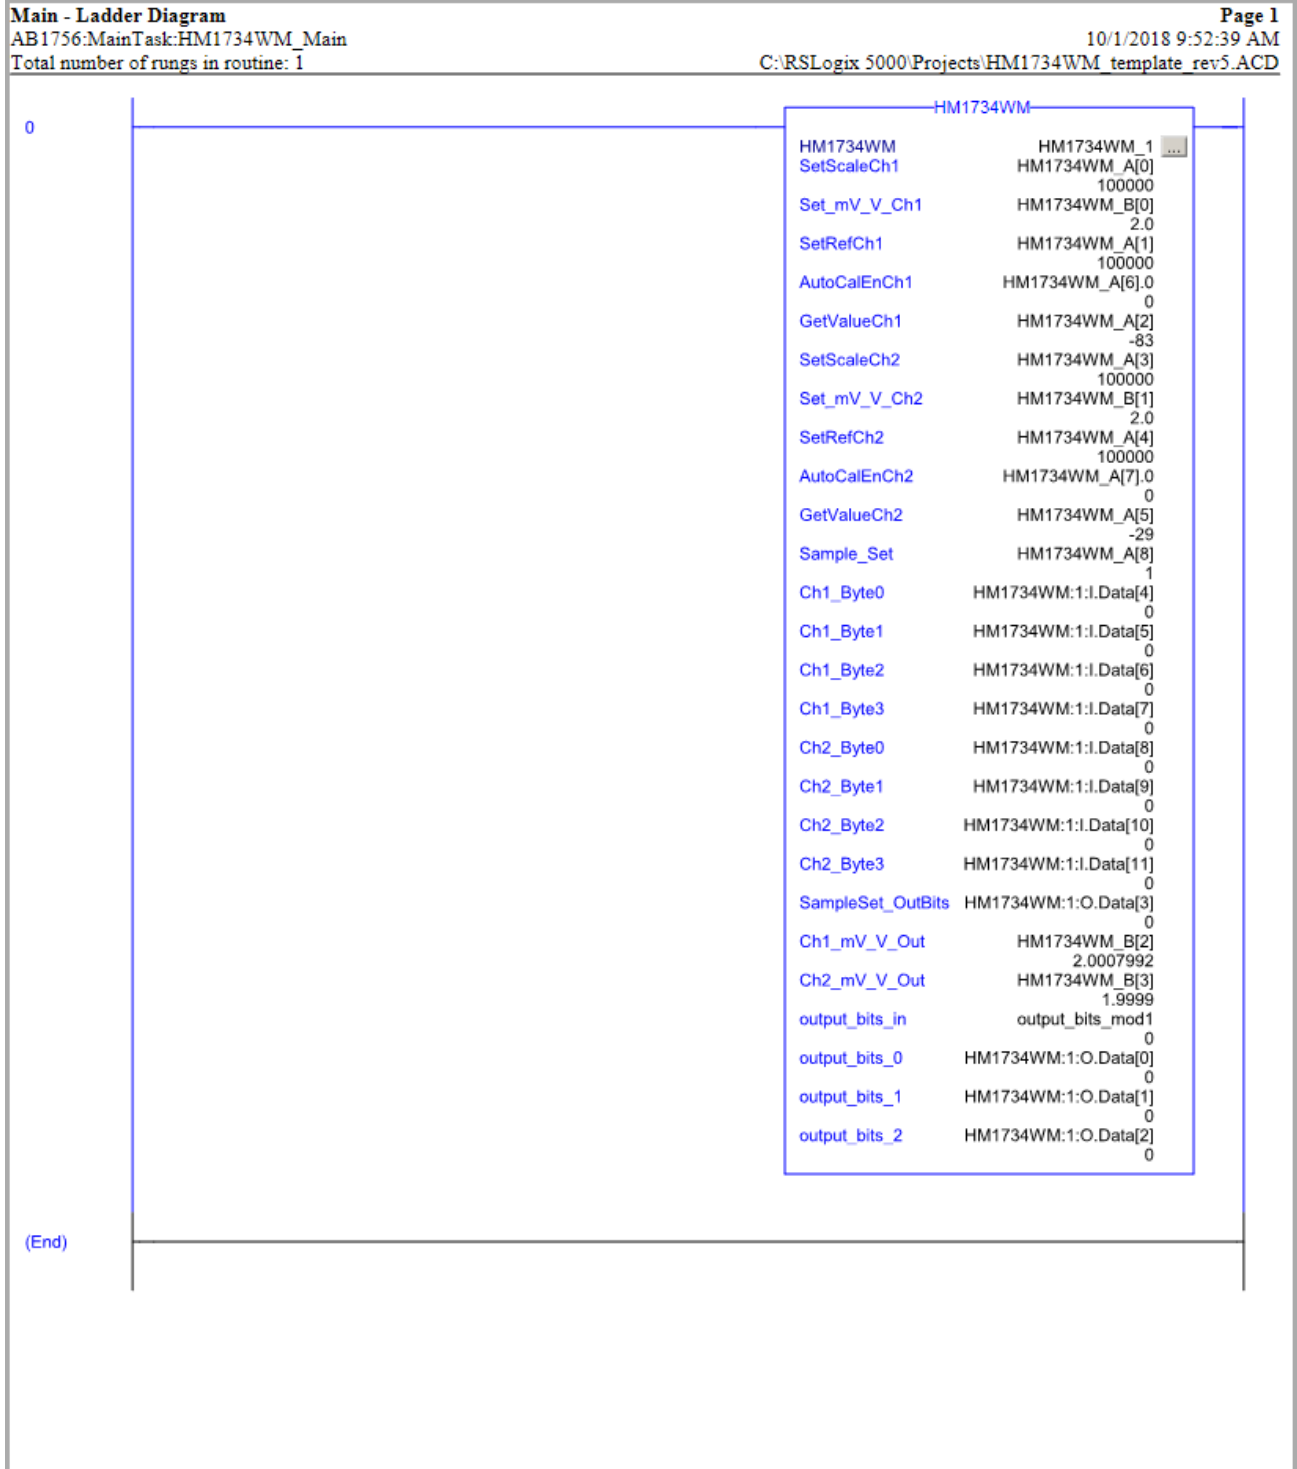 Main - Ladder Diagram Page 1
AB1756:MainTask:HM1734WM_Main 10/1/2018 9:52:39 AM
Total number of rungs in routine: 1 C:\RSLogix 5000\Projects\HM1734WM_template_rev5.ACD
HM1734WM
0
HM1734WM HM1734WM_1 ...
SetScaleCh1 HM1734WM_A[0]
100000
Set_mV_V_Ch1 HM1734WM_B[0]
2.0
SetRefCh1 HM1734WM_A[1]
100000
AutoCalEnCh1 HM1734WM_A[6].0
0
GetValueCh1 HM1734WM_A[2]
-83
SetScaleCh2 HM1734WM_A[3]
100000
Set_mV_V_Ch2 HM1734WM_B[1]
2.0
SetRefCh2 HM1734WM_A[4]
100000
AutoCalEnCh2 HM1734WM_A[7].0
0
GetValueCh2 HM1734WM_A[5]
-29
Sample_Set HM1734WM_A[8]
1
Ch1_Byte0 HM1734WM:1:I.Data[4]
0
Ch1_Byte1 HM1734WM:1:I.Data[5]
0
Ch1_Byte2 HM1734WM:1:I.Data[6]
0
Ch1_Byte3 HM1734WM:1:I.Data[7]
0
Ch2_Byte0 HM1734WM:1:I.Data[8]
0
Ch2_Byte1 HM1734WM:1:I.Data[9]
0
Ch2_Byte2 HM1734WM:1:I.Data[10]
0
Ch2_Byte3 HM1734WM:1:I.Data[11]
0
SampleSet_OutBits HM1734WM:1:O.Data[3]
0
Ch1_mV_V_Out HM1734WM_B[2]
2.0007992
Ch2_mV_V_Out HM1734WM_B[3]
1.9999
output_bits_in output_bits_mod1
0
output_bits_0 HM1734WM:1:O.Data[0]
0
output_bits_1 HM1734WM:1:O.Data[1]
0
output_bits_2 HM1734WM:1:O.Data[2]
0
(End)